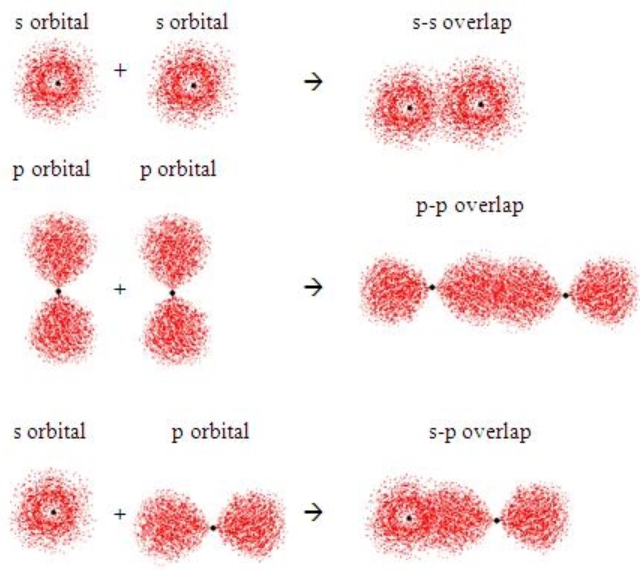 s orbital s orbital s-s overlap
+ →
p orbital p orbital
p-p overlap
+ →
s orbital p orbital s-p overlap
+ →